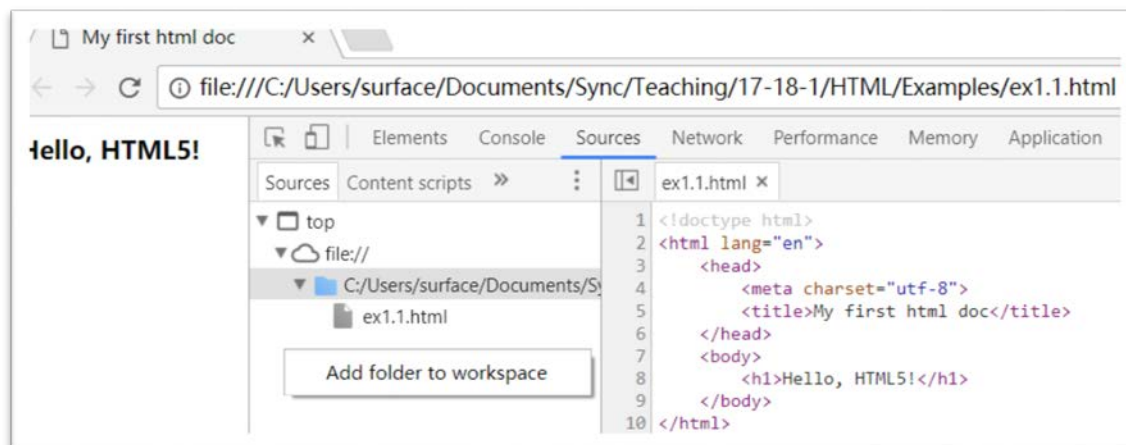 My first html doc ×
file:///C:/Users/surface/Documents/Sync/Teaching/17-18-1/HTML/Examples/ex1.1.html
Hello, HTML5!
Elements Console Sources Network Performance Memory Application
Sources Content scripts » ⋮ ex1.1.html ×
top
file://
C:/Users/surface/Documents/Sy
ex1.1.html
Add folder to workspace
1 <!doctype html>
2 <html lang="en">
3 <head>
4 <meta charset="utf-8">
5 <title>My first html doc</title>
6 </head>
7 <body>
8 <h1>Hello, HTML5!</h1>
9 </body>
10 </html>